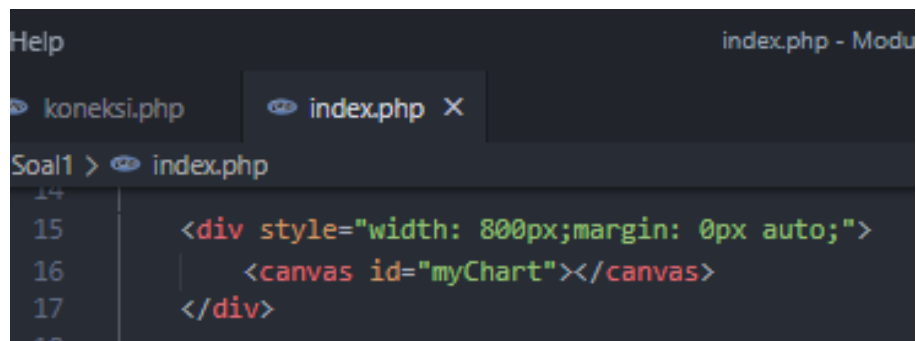 Help index.php - Modu
koneksi.php index.php ×
Soal1 > index.php
14
15 <div style="width: 800px;margin: 0px auto;">
16 <canvas id="myChart"></canvas>
17 </div>